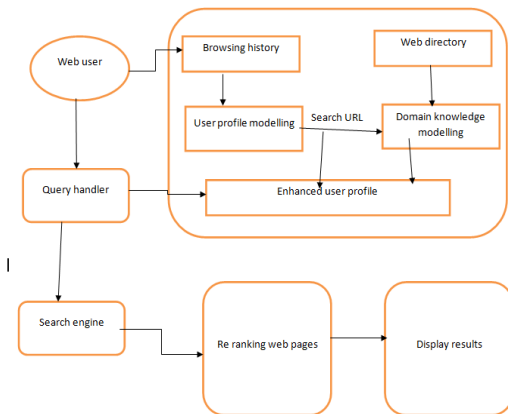 Web user
Browsing history
Web directory
User profile modelling
Search URL
Domain knowledge
modelling
Query handler
Enhanced user profile
Search engine
Re ranking web pages
Display results